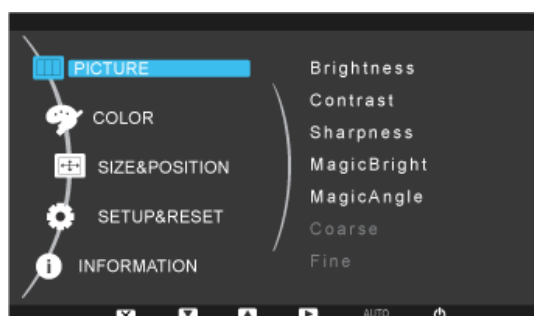 PICTURE
COLOR
SIZE&POSITION
SETUP&RESET
INFORMATION
Brightness
Contrast
Sharpness
MagicBright
MagicAngle
Coarse
Fine
AUTO